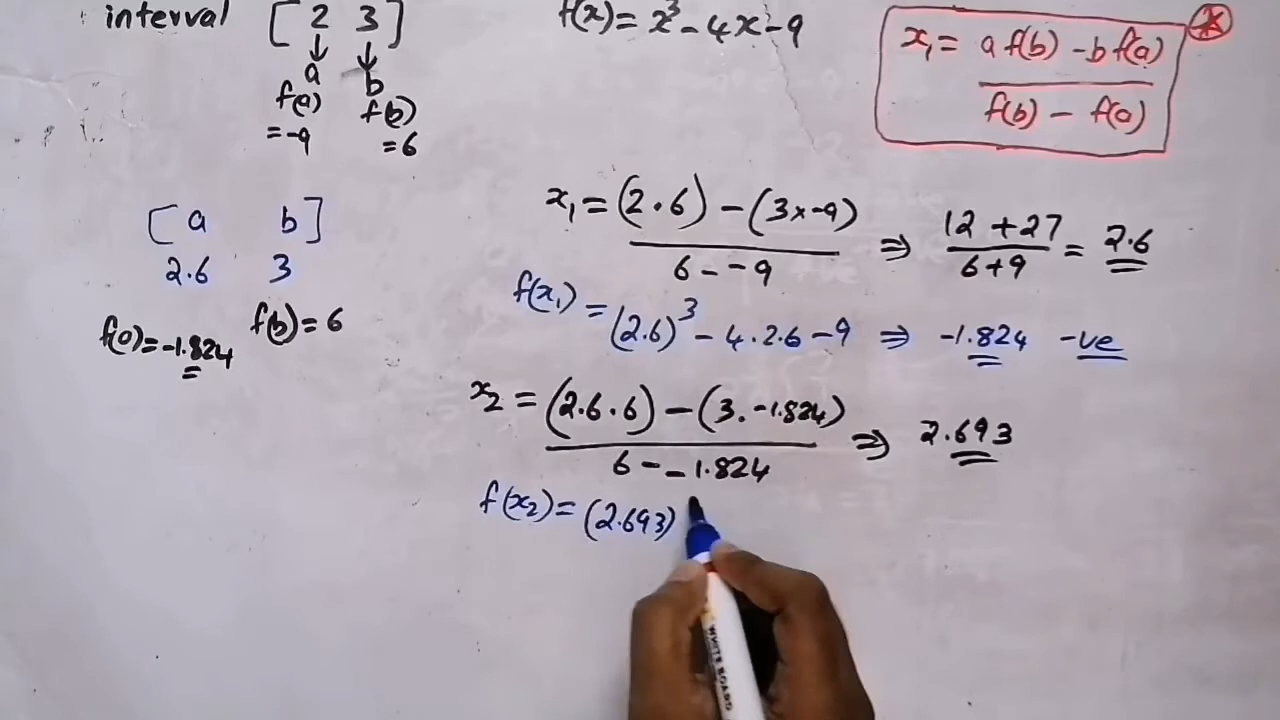 interval [ 2 3 ]
a b
f(a) f(b)
= -9 = 6
f(x) = x³ - 4x - 9
x₁ = a f(b) - b f(a)
f(b) - f(a)
[ a b ]
2.6 3
f(a) = -1.824 f(b) = 6
x₁ = (2 · 6) - (3 x -9) ⇒ 12 + 27 = 2.6
6 - -9 6 + 9
f(x₁) = (2.6)³ - 4 . 2.6 - 9 ⇒ -1.824 -ve
x₂ = (2.6 . 6) - (3 . -1.824) ⇒ 2.693
6 - -1.824
f(x₂) = (2.693)
WHITE BOARD